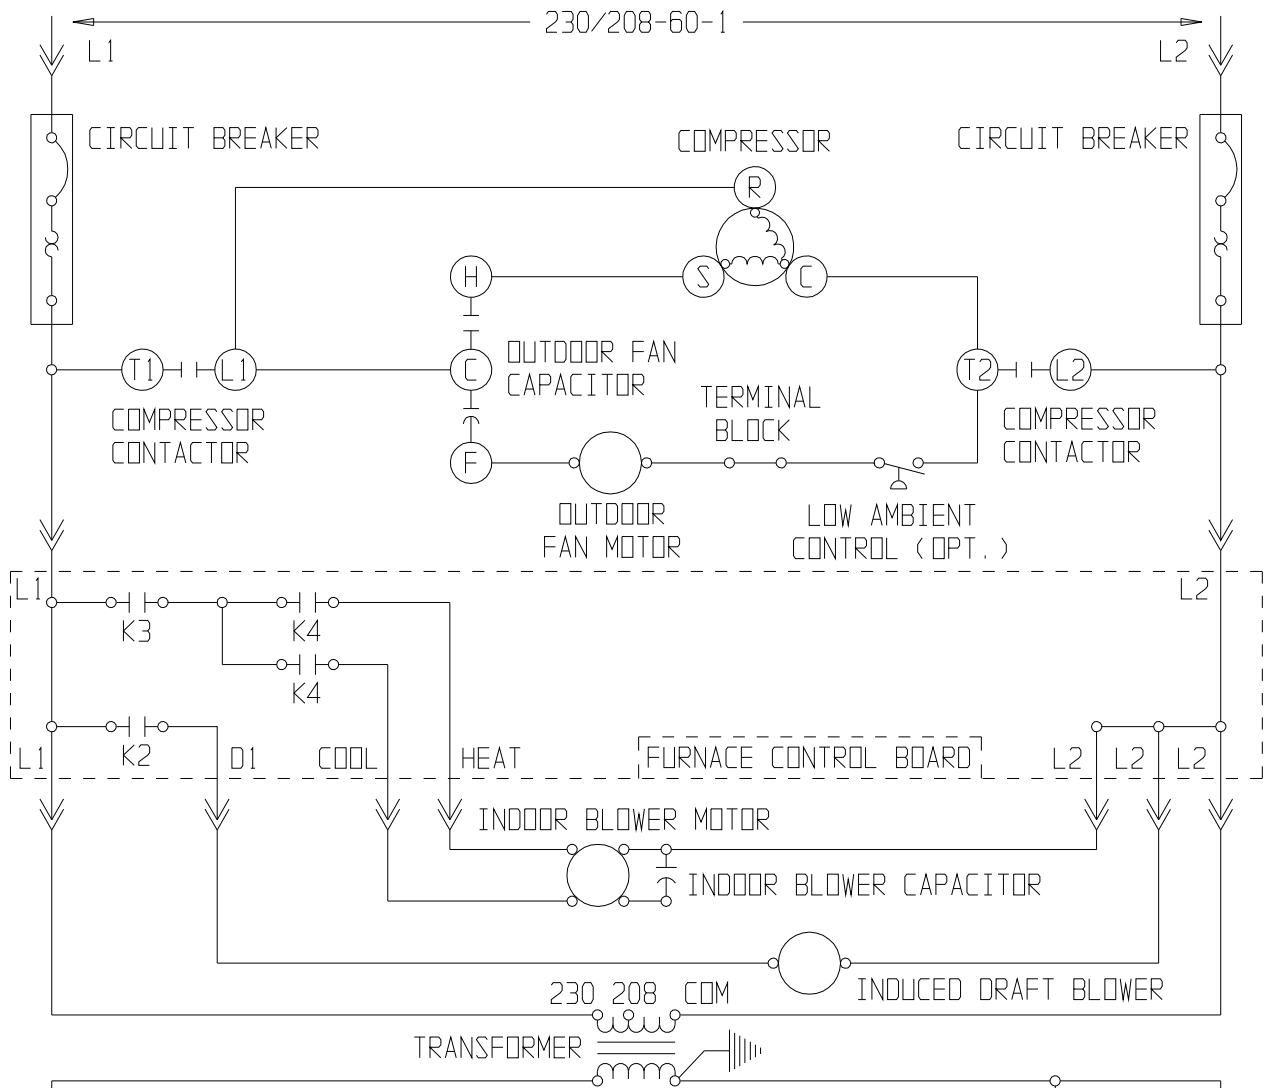 230/208-60-1
L1
L2
CIRCUIT BREAKER
COMPRESSOR
CIRCUIT BREAKER
R
H
S
C
T1
L1
C
OUTDOOR FAN
CAPACITOR
T2
L2
COMPRESSOR
CONTACTOR
TERMINAL
BLOCK
COMPRESSOR
CONTACTOR
F
OUTDOOR
FAN MOTOR
LOW AMBIENT
CONTROL (OPT.)
L1
L2
K3
K4
K4
L1
K2
D1
COOL
HEAT
FURNACE CONTROL BOARD
L2
L2
L2
INDOOR BLOWER MOTOR
INDOOR BLOWER CAPACITOR
230 208 COM
INDUCED DRAFT BLOWER
TRANSFORMER